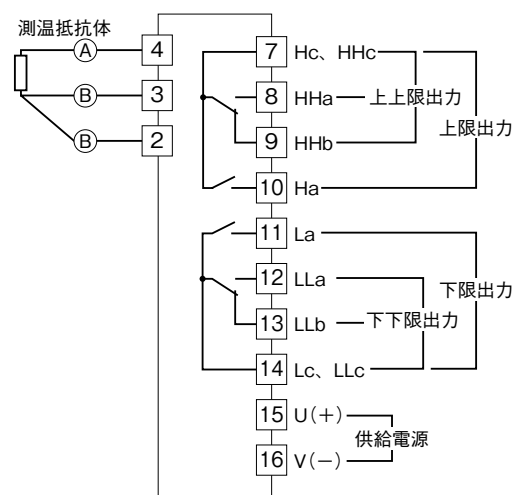 測温抵抗体
A 4
B 3
B 2
7 Hc、HHc
8 HHa 上上限出力
9 HHb
上限出力
10 Ha
11 La
12 LLa
下限出力
13 LLb 下下限出力
14 Lc、LLc
15 U(+)
供給電源
16 V(−)